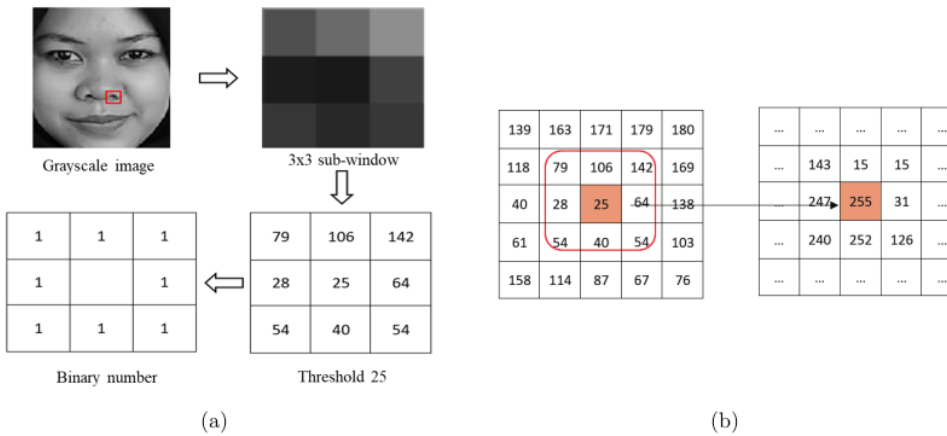 Grayscale image
3x3 sub-window
1 1 1
1 1
1 1 1
Binary number
79 106 142
28 25 64
54 40 54
Threshold 25
(a)
139 163 171 179 180
118 79 106 142 169
40 28 25 64 138
61 54 40 54 103
158 114 87 67 76
... ... ... ... ...
... 143 15 15 ...
... 247 255 31 ...
... 240 252 126 ...
... ... ... ... ...
(b)